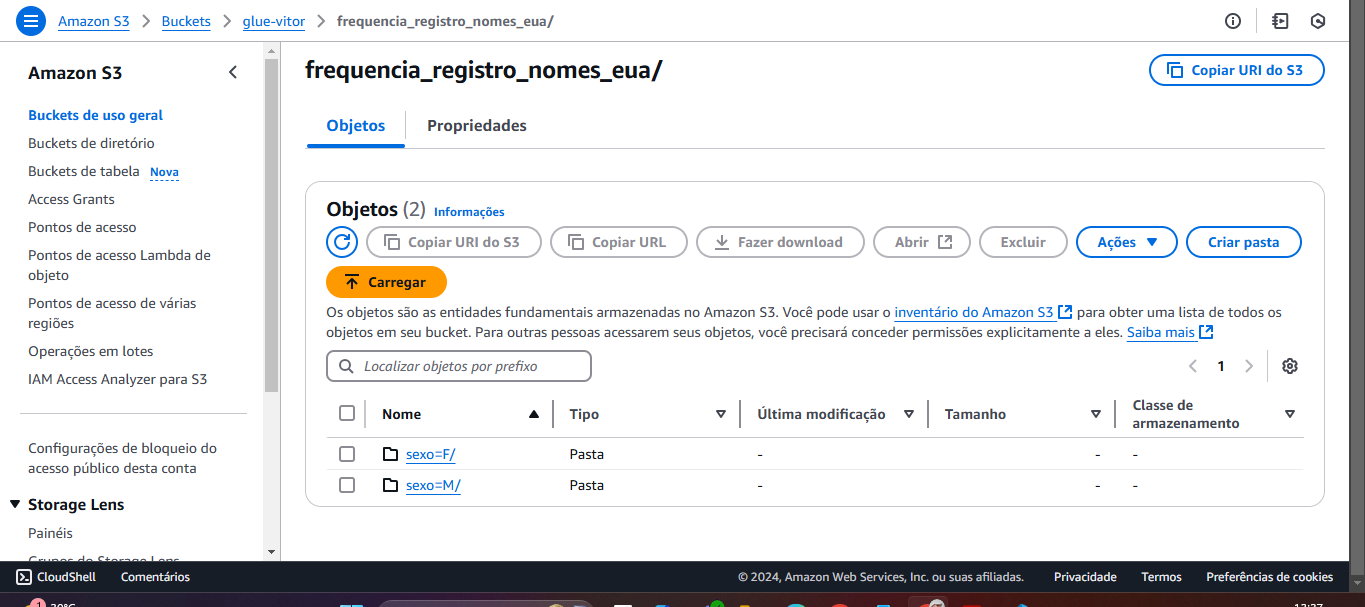 Amazon S3 > Buckets > glue-vitor > frequencia_registro_nomes_eua/
Amazon S3
Buckets de uso geral
Buckets de diretório
Buckets de tabela Nova
Access Grants
Pontos de acesso
Pontos de acesso Lambda de
objeto
Pontos de acesso de várias
regiões
Operações em lotes
IAM Access Analyzer para S3
Configurações de bloqueio do
acesso público desta conta
Storage Lens
Painéis
Grupos do Storage Lens
frequencia_registro_nomes_eua/
Copiar URI do S3
Objetos
Propriedades
Objetos (2) Informações
Copiar URI do S3
Copiar URL
Fazer download
Abrir
Excluir
Ações
Criar pasta
Carregar
Os objetos são as entidades fundamentais armazenadas no Amazon S3. Você pode usar o inventário do Amazon S3 para obter uma lista de todos os
objetos em seu bucket. Para outras pessoas acessarem seus objetos, você precisará conceder permissões explicitamente a eles. Saiba mais
Localizar objetos por prefixo
1
Nome
Tipo
Última modificação
Tamanho
Classe de
armazenamento
sexo=F/ Pasta - - -
sexo=M/ Pasta - - -
CloudShell
Comentários
© 2024, Amazon Web Services, Inc. ou suas afiliadas.
Privacidade
Termos
Preferências de cookies
1